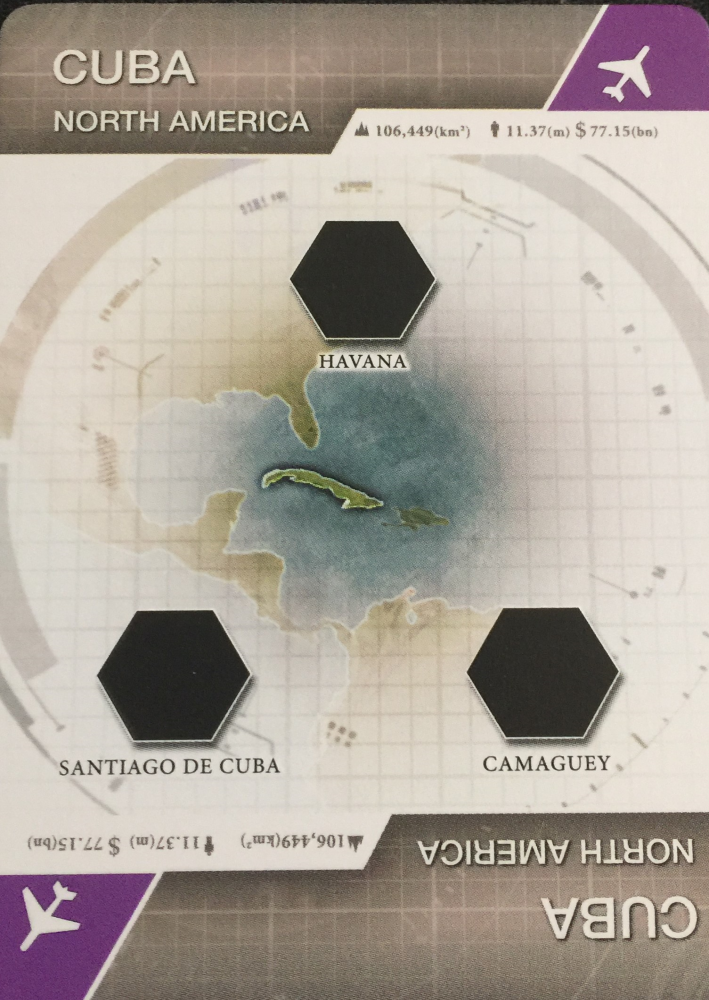 CUBA
NORTH AMERICA
106,449(km²) 11.37(m) $ 77.15(bn)
HAVANA
SANTIAGO DE CUBA
CAMAGUEY
106,449(km²) 11.37(m) $ 77.15(bn)
NORTH AMERICA
CUBA